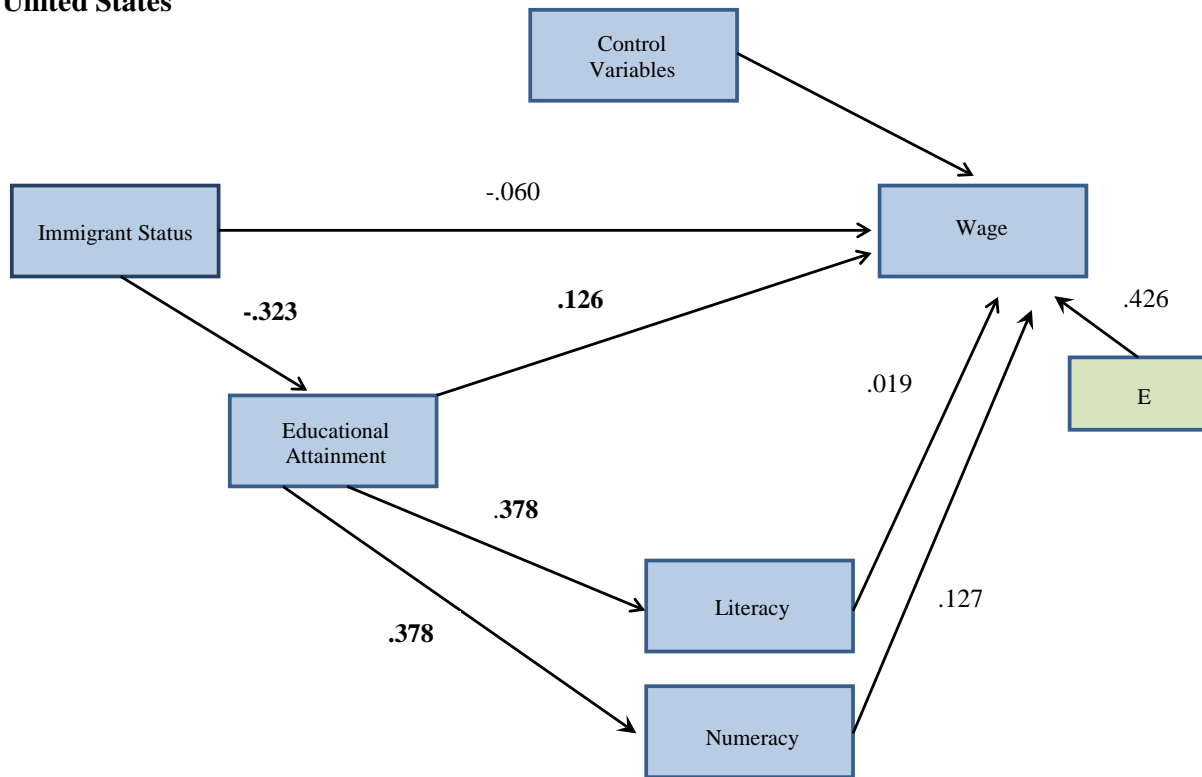 United States
Control
Variables
-.060
Immigrant Status
Wage
-.323
.126
.426
.019
E
Educational
Attainment
.378
.127
Literacy
.378
Numeracy